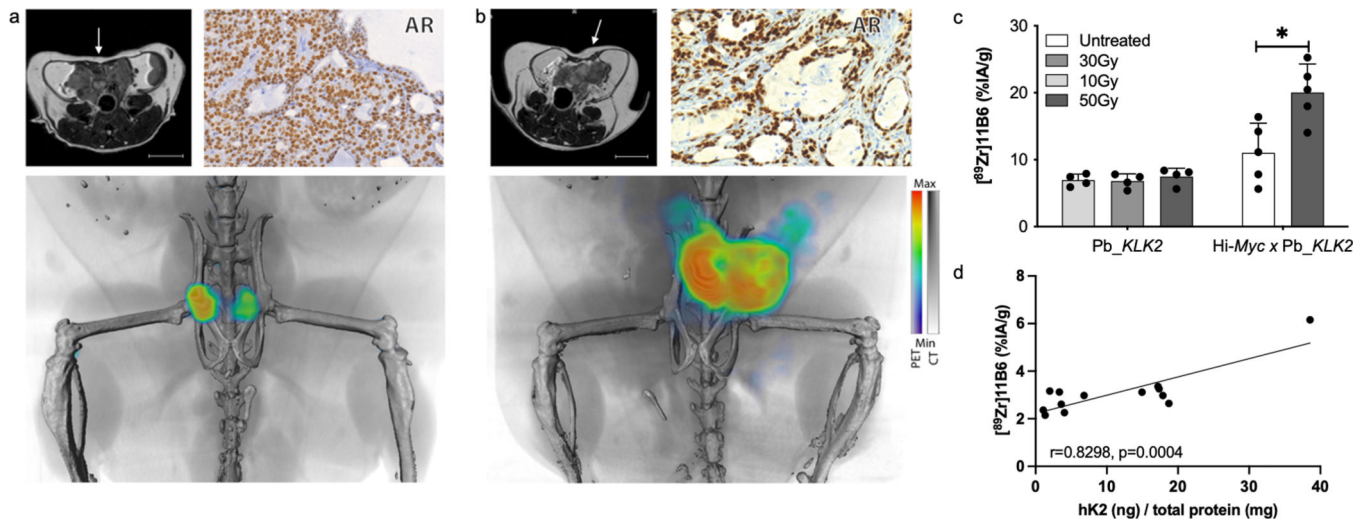 a
AR
b
AR
Max
Min
PET
CT
c
[⁸⁹Zr]11B6 (%IA/g)
30
20
10
0
Untreated
30Gy
10Gy
50Gy
*
Pb_KLK2
Hi-Myc x Pb_KLK2
d
[⁸⁹Zr]11B6 (%IA/g)
8
6
4
2
0
r=0.8298, p=0.0004
0
10
20
30
40
hK2 (ng) / total protein (mg)